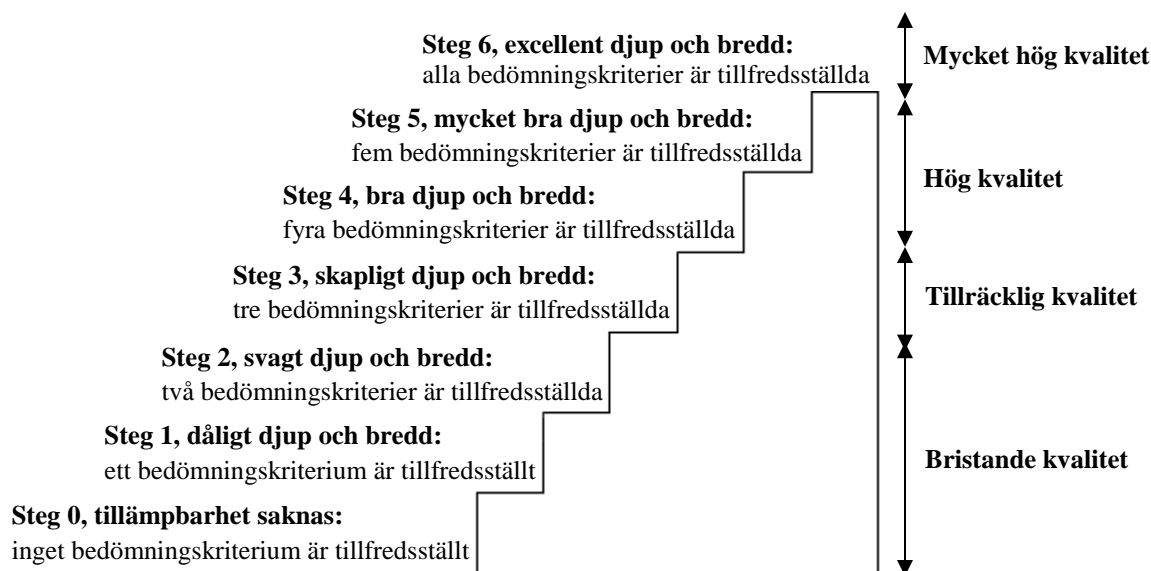 Steg 6, excellent djup och bredd:
alla bedömningskriterier är tillfredsställda
Mycket hög kvalitet
Steg 5, mycket bra djup och bredd:
fem bedömningskriterier är tillfredsställda
Hög kvalitet
Steg 4, bra djup och bredd:
fyra bedömningskriterier är tillfredsställda
Steg 3, skapligt djup och bredd:
tre bedömningskriterier är tillfredsställda
Tillräcklig kvalitet
Steg 2, svagt djup och bredd:
två bedömningskriterier är tillfredsställda
Steg 1, dåligt djup och bredd:
ett bedömningskriterium är tillfredsställt
Bristande kvalitet
Steg 0, tillämpbarhet saknas:
inget bedömningskriterium är tillfredsställt